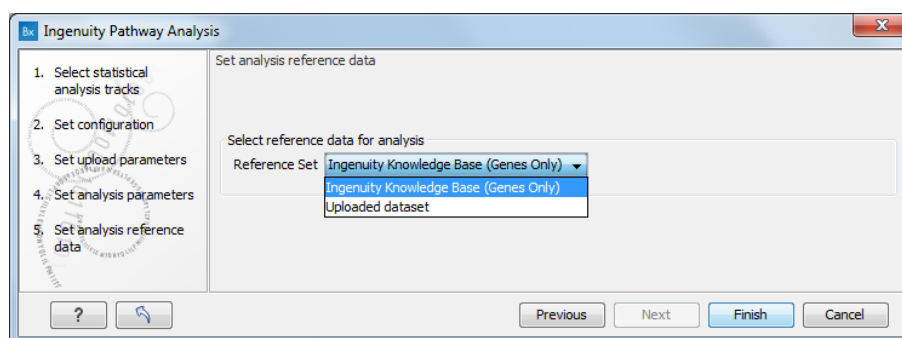 Bx Ingenuity Pathway Analysis
X
1. Select statistical
analysis tracks
2. Set configuration
3. Set upload parameters
4. Set analysis parameters
5. Set analysis reference
data
Set analysis reference data
Select reference data for analysis
Reference Set Ingenuity Knowledge Base (Genes Only)
Ingenuity Knowledge Base (Genes Only)
Uploaded dataset
? Previous Next Finish Cancel